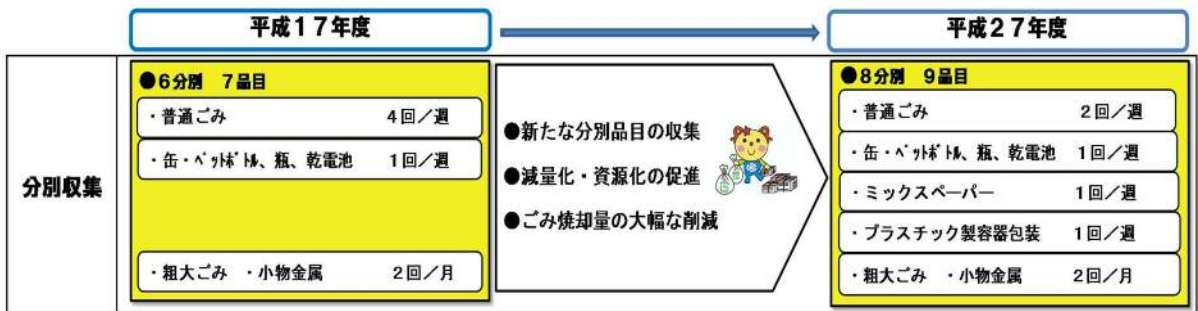 平成１７年度
平成２７年度
分別収集
●６分別　７品目
・普通ごみ　４回／週
・缶・ﾍﾟｯﾄﾎﾞﾄﾙ、瓶、乾電池　１回／週
・粗大ごみ　・小物金属　２回／月
●新たな分別品目の収集
●減量化・資源化の促進
●ごみ焼却量の大幅な削減
●８分別　９品目
・普通ごみ　２回／週
・缶・ﾍﾟｯﾄﾎﾞﾄﾙ、瓶、乾電池　１回／週
・ミックスペーパー　１回／週
・プラスチック製容器包装　１回／週
・粗大ごみ　・小物金属　２回／月